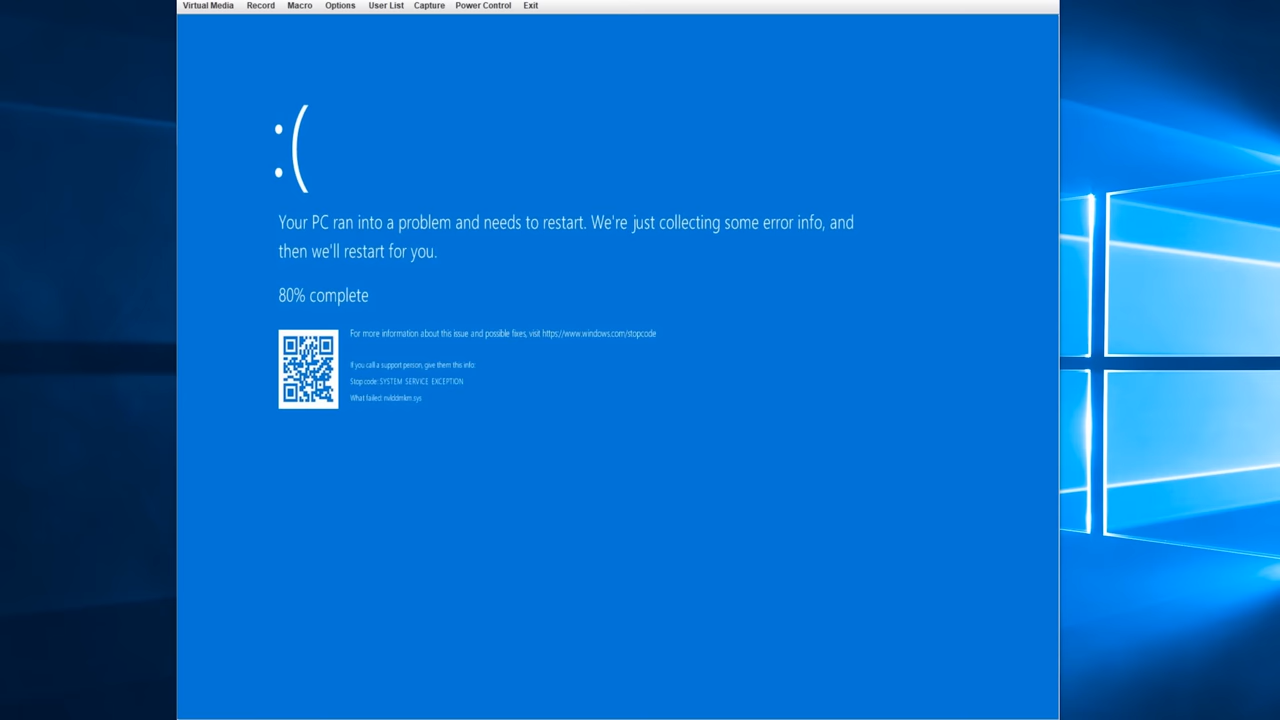 Virtual Media Record Macro Options User List Capture Power Control Exit
:(
Your PC ran into a problem and needs to restart. We're just collecting some error info, and
then we'll restart for you.
80% complete
For more information about this issue and possible fixes, visit https://www.windows.com/stopcode
If you call a support person, give them this info:
Stop code: SYSTEM SERVICE EXCEPTION
What failed: nvlddmkm.sys